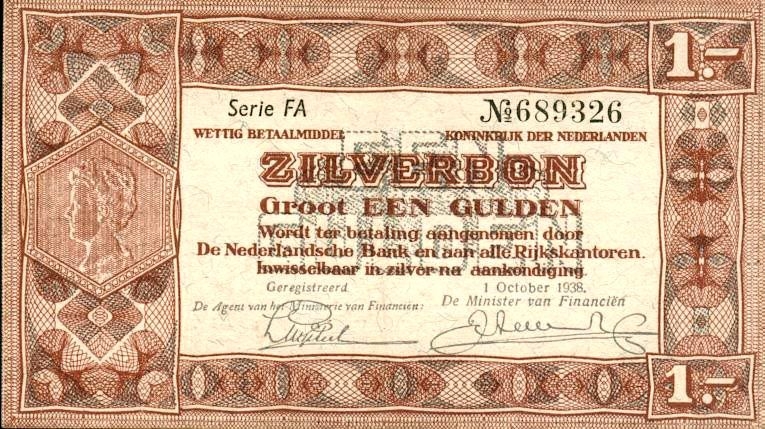 1.-
Serie FA № 689326
WETTIG BETAALMIDDEL KONINKRIJK DER NEDERLANDEN
ZILVERBON
Groot EEN GULDEN
Wordt ter betaling aangenomen door
De Nederlandsche Bank en aan alle Rijkskantoren.
Inwisselbaar in zilver na aankondiging.
Geregistreerd 1 October 1938.
De Agent van het Ministerie van Financiën: De Minister van Financiën
1.-